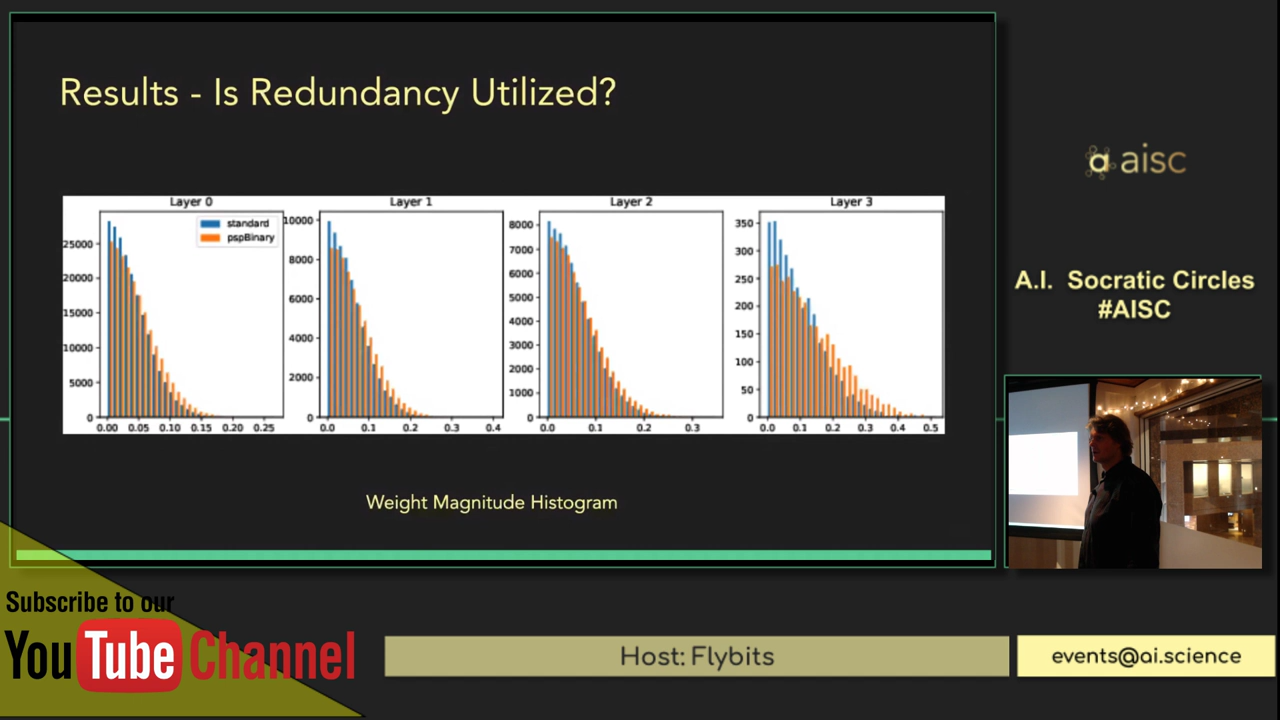 Results - Is Redundancy Utilized?
Layer 0
Layer 1
Layer 2
Layer 3
standard
pspBinary
25000
20000
15000
10000
5000
0
0.00 0.05 0.10 0.15 0.20 0.25
10000
8000
6000
4000
2000
0
0.0 0.1 0.2 0.3 0.4
8000
7000
6000
5000
4000
3000
2000
1000
0
0.0 0.1 0.2 0.3
350
300
250
200
150
100
50
0
0.0 0.1 0.2 0.3 0.4 0.5
Weight Magnitude Histogram
a aisc
A.I. Socratic Circles
#AISC
Subscribe to our
YouTube Channel
Host: Flybits
events@ai.science